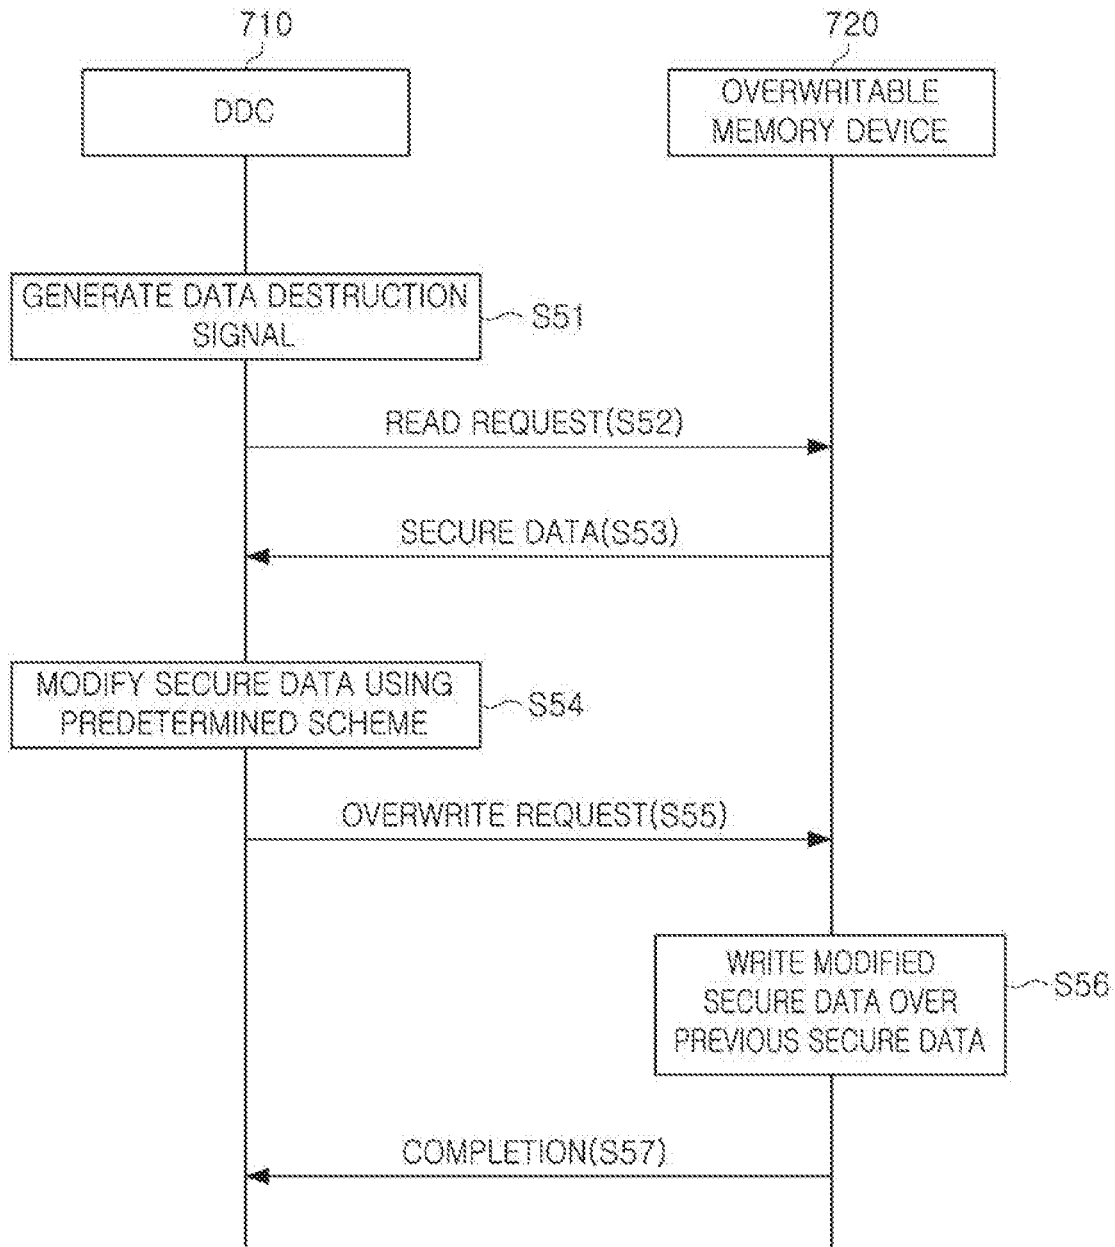 710
720
DDC
OVERWRITABLE
MEMORY DEVICE
GENERATE DATA DESTRUCTION
SIGNAL
S51
READ REQUEST(S52)
SECURE DATA(S53)
MODIFY SECURE DATA USING
PREDETERMINED SCHEME
S54
OVERWRITE REQUEST(S55)
WRITE MODIFIED
SECURE DATA OVER
PREVIOUS SECURE DATA
S56
COMPLETION(S57)